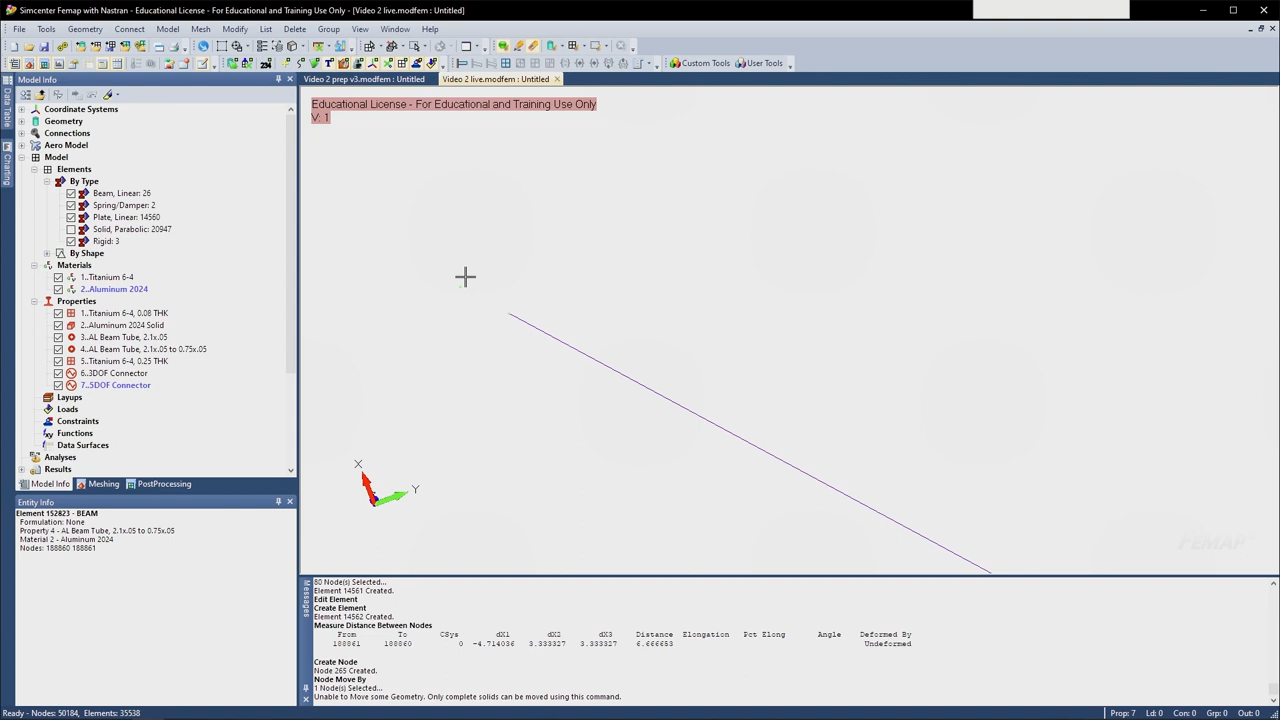 Simcenter Femap with Nastran - Educational License - For Educational and Training Use Only - [Video 2 live.modfem : Untitled]
File Tools Geometry Connect Model Mesh Modify List Delete Group View Window Help
Custom Tools User Tools
Model Info
Video 2 prep v3.modfem : Untitled Video 2 live.modfem : Untitled
Data Table
Charting
Coordinate Systems
Geometry
Connections
Aero Model
Model
Elements
By Type
Beam, Linear: 26
Spring/Damper: 2
Plate, Linear: 14560
Solid, Parabolic: 20947
Rigid: 3
By Shape
Materials
1..Titanium 6-4
2..Aluminum 2024
Properties
1..Titanium 6-4, 0.08 THK
2..Aluminum 2024 Solid
3..AL Beam Tube, 2.1x.05
4..AL Beam Tube, 2.1x.05 to 0.75x.05
5..Titanium 6-4, 0.25 THK
6..3DOF Connector
7..5DOF Connector
Layups
Loads
Constraints
Functions
Data Surfaces
Analyses
Results
Model Info Meshing PostProcessing
Educational License - For Educational and Training Use Only
V: 1
X
Y
FEMAP
Entity Info
Element 152823 - BEAM
Formulation: None
Property 4 - AL Beam Tube, 2.1x.05 to 0.75x.05
Material 2 - Aluminum 2024
Nodes: 188860 188861
Messages
80 Node(s) Selected...
Element 14561 Created.
Edit Element
Create Element
Element 14562 Created.
Measure Distance Between Nodes
From To CSys dX1 dX2 dX3 Distance Elongation Pct Elong Angle Deformed By
188861 188860 0 -4.714036 3.333327 3.333327 6.666653 Undeformed
Create Node
Node 265 Created.
Node Move By
1 Node(s) Selected...
Unable to Move some Geometry. Only complete solids can be moved using this command.
Ready - Nodes: 50184, Elements: 35538 Prop: 7 Ld: 0 Con: 0 Grp: 0 Out: 0